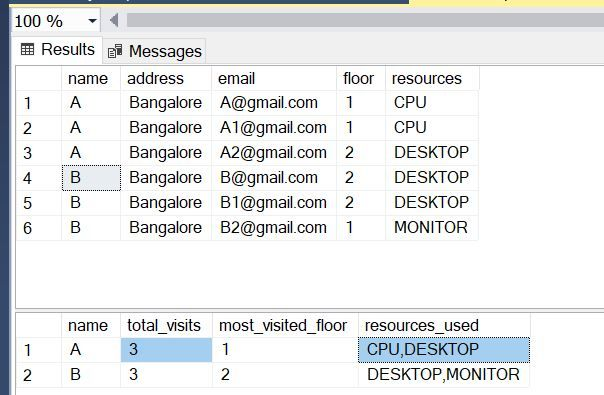 100 %
Results Messages
name address email floor resources
1 A Bangalore A@gmail.com 1 CPU
2 A Bangalore A1@gmail.com 1 CPU
3 A Bangalore A2@gmail.com 2 DESKTOP
4 B Bangalore B@gmail.com 2 DESKTOP
5 B Bangalore B1@gmail.com 2 DESKTOP
6 B Bangalore B2@gmail.com 1 MONITOR
name total_visits most_visited_floor resources_used
1 A 3 1 CPU,DESKTOP
2 B 3 2 DESKTOP,MONITOR